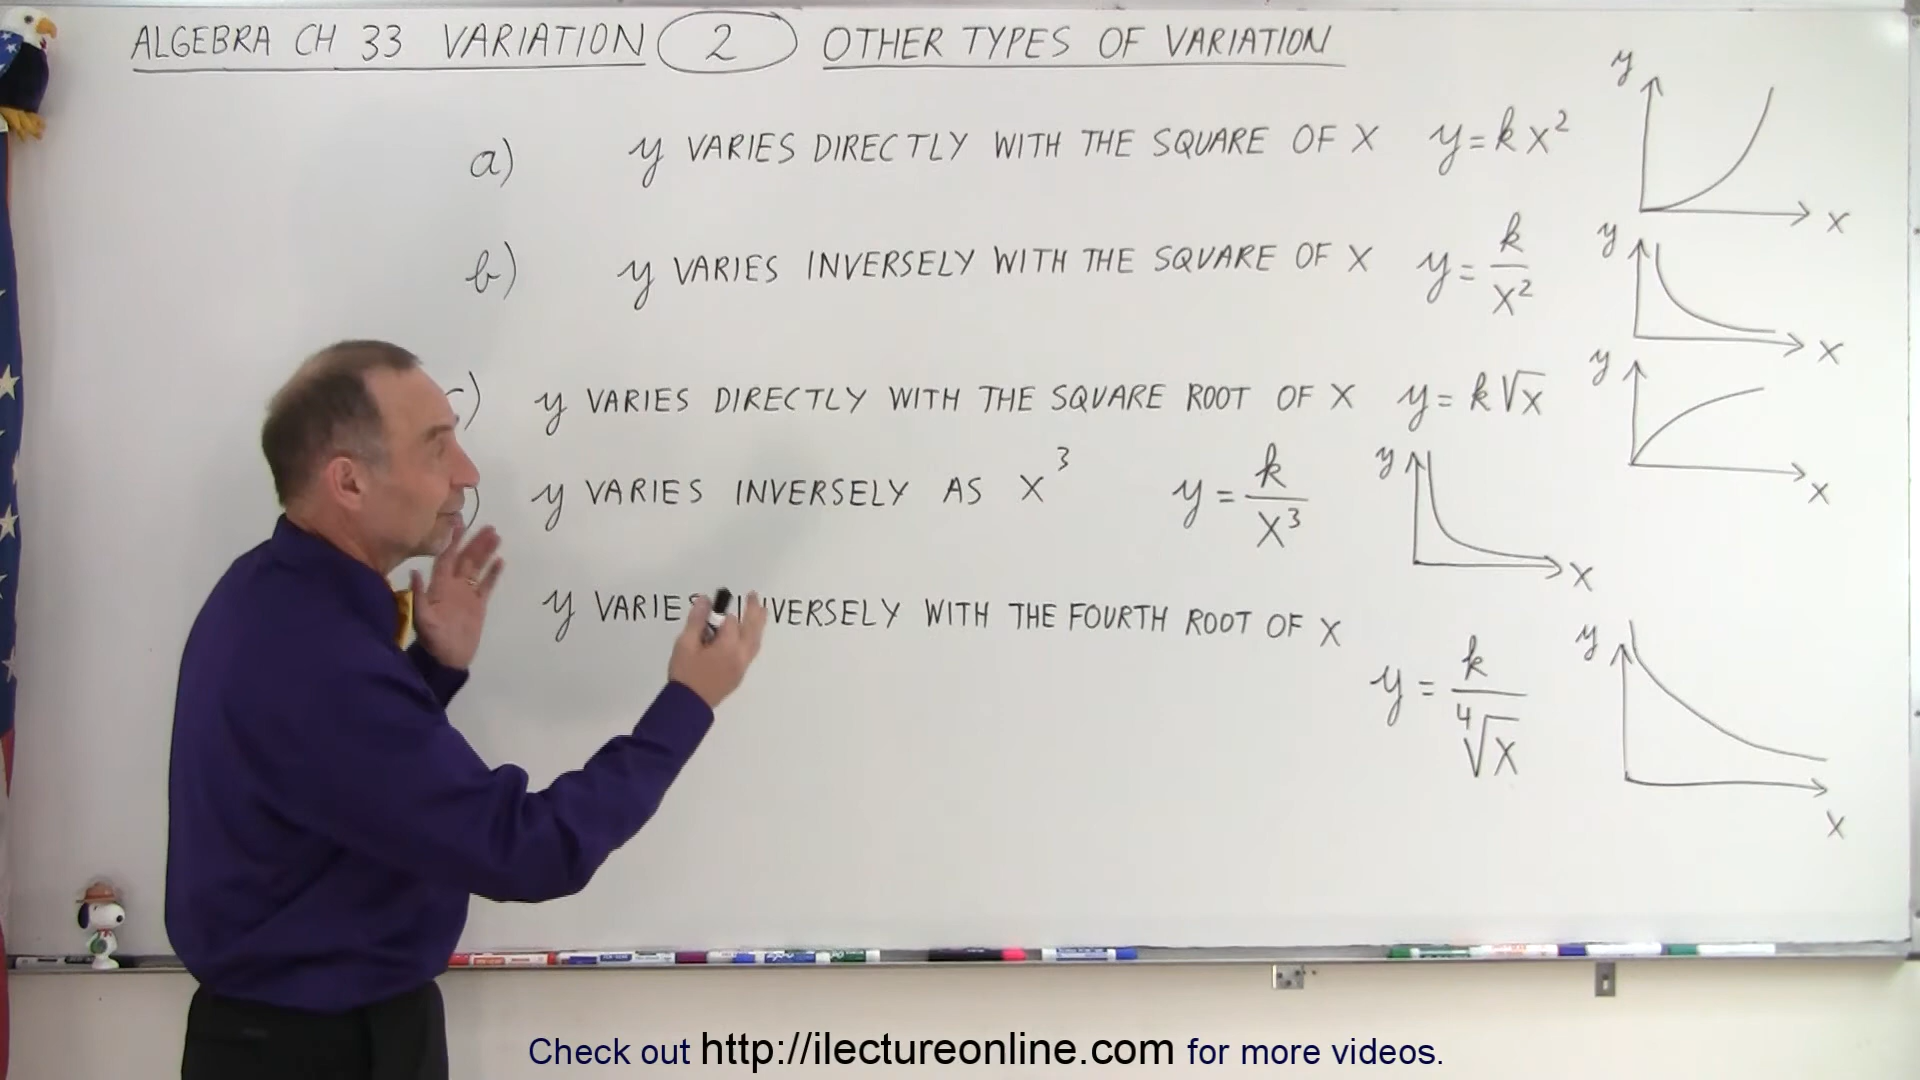 ALGEBRA CH 33 VARIATION 2 OTHER TYPES OF VARIATION
a) y VARIES DIRECTLY WITH THE SQUARE OF X y = k x² y x
b) y VARIES INVERSELY WITH THE SQUARE OF X y = k/x² y x
y VARIES DIRECTLY WITH THE SQUARE ROOT OF X y = k √x y x
y VARIES INVERSELY AS X³ y = k/x³ y x
y VARIES INVERSELY WITH THE FOURTH ROOT OF X
y = k/⁴√x y x
Check out http://ilectureonline.com for more videos.